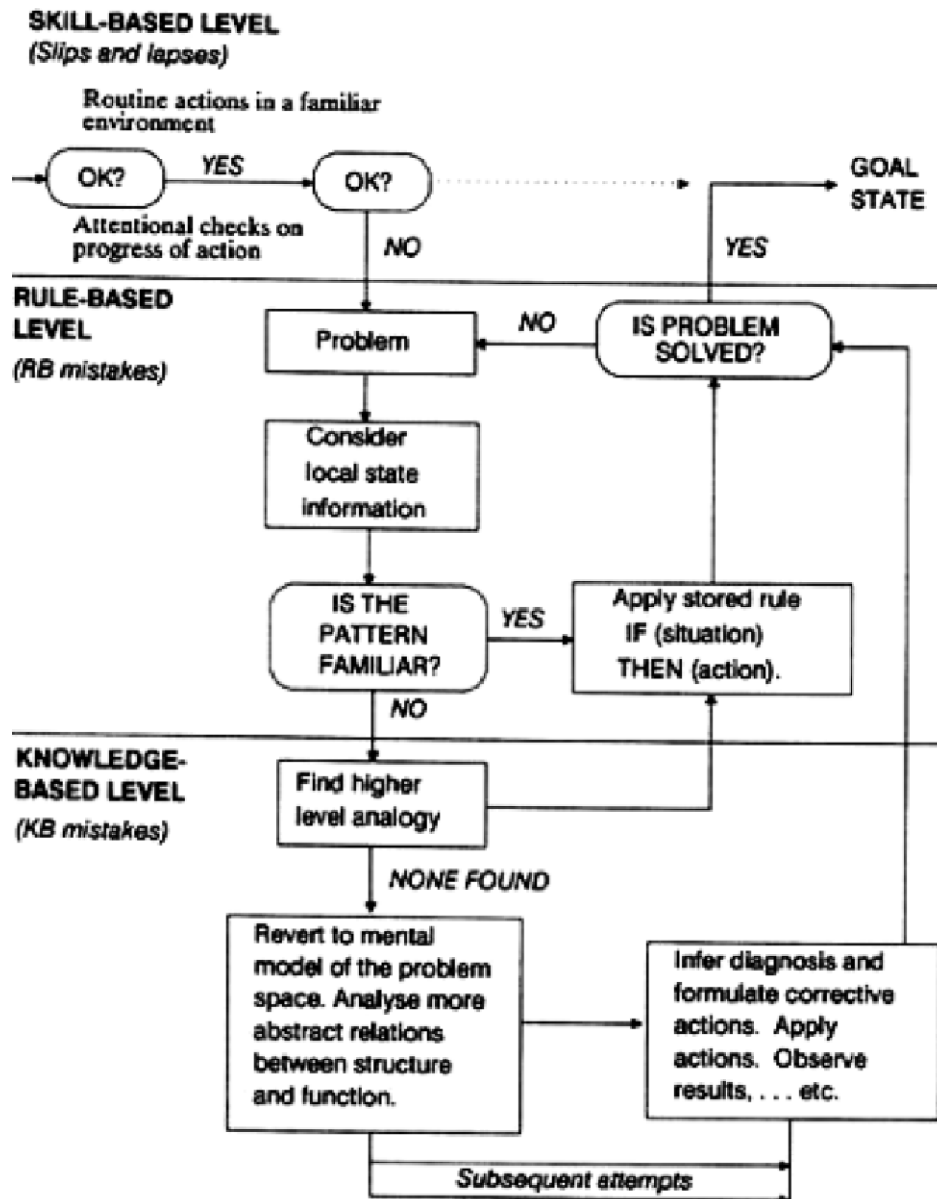 SKILL-BASED LEVEL
(Slips and lapses)
Routine actions in a familiar
environment
OK?
YES
OK?
GOAL
STATE
Attentional checks on
progress of action
NO
YES
RULE-BASED
LEVEL
(RB mistakes)
Problem
NO
IS PROBLEM
SOLVED?
Consider
local state
information
IS THE
PATTERN
FAMILIAR?
YES
Apply stored rule
IF (situation)
THEN (action).
NO
KNOWLEDGE-
BASED LEVEL
(KB mistakes)
Find higher
level analogy
NONE FOUND
Revert to mental
model of the problem
space. Analyse more
abstract relations
between structure
and function.
Infer diagnosis and
formulate corrective
actions. Apply
actions. Observe
results, . . . etc.
Subsequent attempts